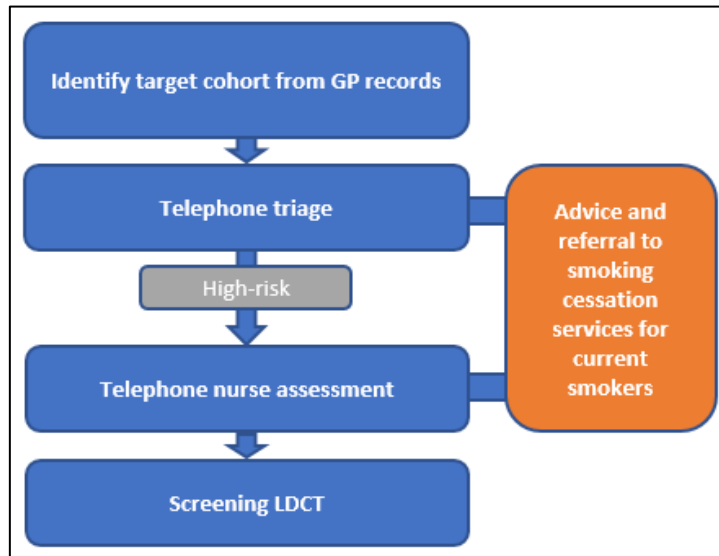 Identify target cohort from GP records
Telephone triage
High-risk
Telephone nurse assessment
Screening LDCT
Advice and
referral to
smoking
cessation
services for
current
smokers